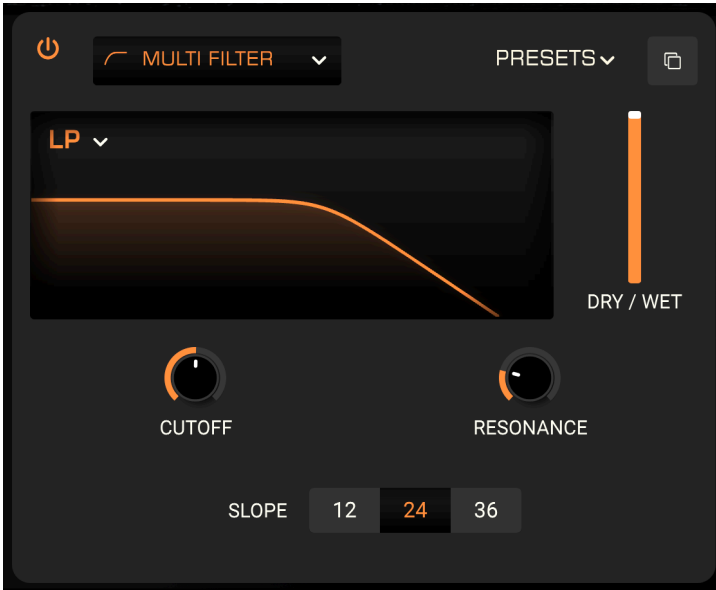 MULTI FILTER
PRESETS
LP
DRY / WET
CUTOFF
RESONANCE
SLOPE 12 24 36